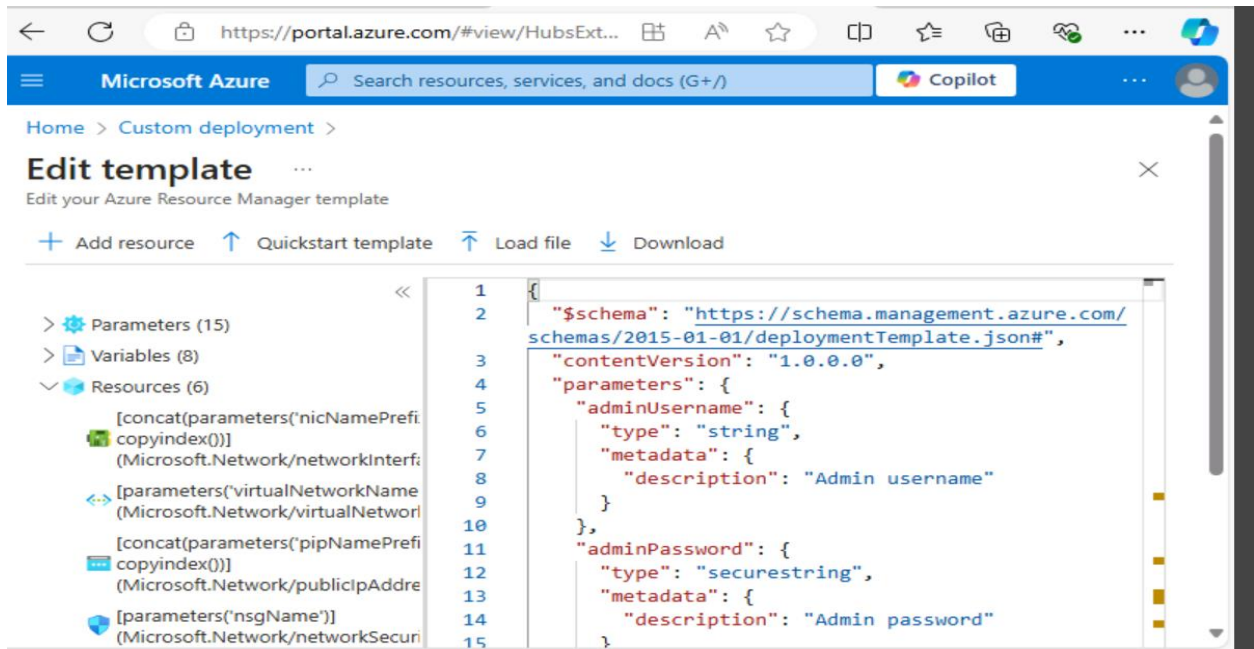 https://portal.azure.com/#view/HubsExt...
Microsoft Azure
Search resources, services, and docs (G+/)
Copilot
Home > Custom deployment >
Edit template ...
Edit your Azure Resource Manager template
Add resource Quickstart template Load file Download
Parameters (15)
Variables (8)
Resources (6)
[concat(parameters('nicNamePrefi
copyindex())]
(Microsoft.Network/networkInterfa
[parameters('virtualNetworkName
(Microsoft.Network/virtualNetworl
[concat(parameters('pipNamePrefi
copyindex())]
(Microsoft.Network/publicIpAddre
[parameters('nsgName')]
(Microsoft.Network/networkSecuri
1 {
2 "$schema": "https://schema.management.azure.com/
schemas/2015-01-01/deploymentTemplate.json#",
3 "contentVersion": "1.0.0.0",
4 "parameters": {
5 "adminUsername": {
6 "type": "string",
7 "metadata": {
8 "description": "Admin username"
9 }
10 },
11 "adminPassword": {
12 "type": "securestring",
13 "metadata": {
14 "description": "Admin password"
15 }